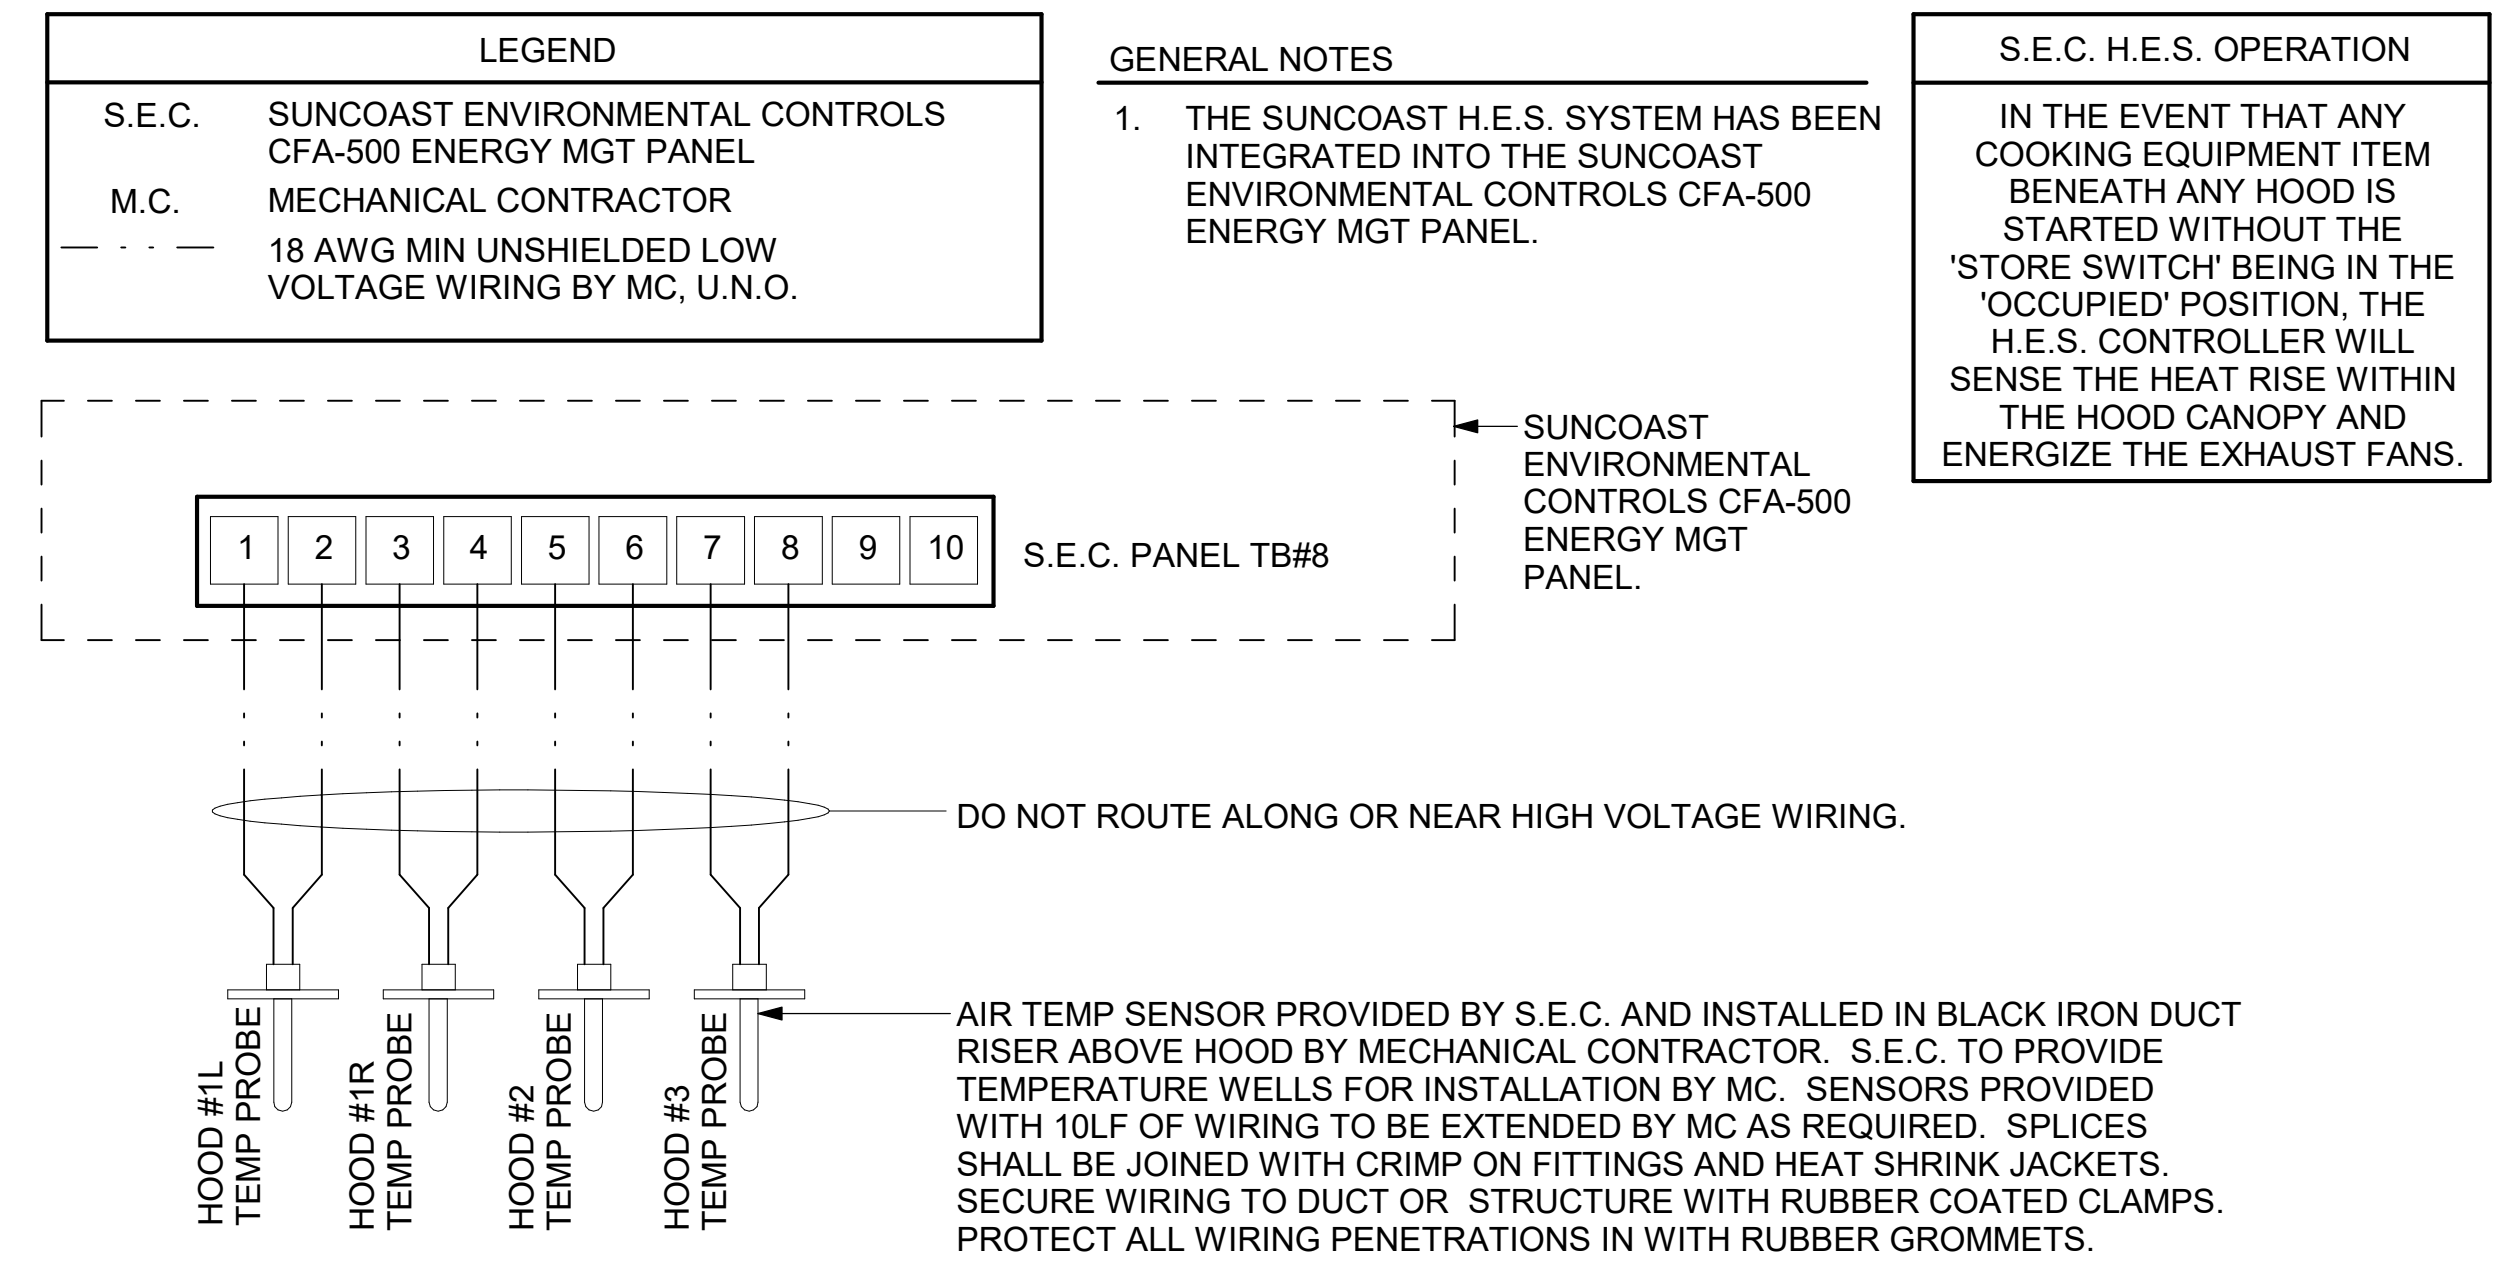 LEGEND
S.E.C. SUNCOAST ENVIRONMENTAL CONTROLS
CFA-500 ENERGY MGT PANEL
M.C. MECHANICAL CONTRACTOR
18 AWG MIN UNSHIELDED LOW
VOLTAGE WIRING BY MC, U.N.O.
GENERAL NOTES
1. THE SUNCOAST H.E.S. SYSTEM HAS BEEN
INTEGRATED INTO THE SUNCOAST
ENVIRONMENTAL CONTROLS CFA-500
ENERGY MGT PANEL.
S.E.C. H.E.S. OPERATION
IN THE EVENT THAT ANY
COOKING EQUIPMENT ITEM
BENEATH ANY HOOD IS
STARTED WITHOUT THE
'STORE SWITCH' BEING IN THE
'OCCUPIED' POSITION, THE
H.E.S. CONTROLLER WILL
SENSE THE HEAT RISE WITHIN
THE HOOD CANOPY AND
ENERGIZE THE EXHAUST FANS.
SUNCOAST
ENVIRONMENTAL
CONTROLS CFA-500
ENERGY MGT
PANEL.
1 2 3 4 5 6 7 8 9 10
S.E.C. PANEL TB#8
DO NOT ROUTE ALONG OR NEAR HIGH VOLTAGE WIRING.
HOOD #1L
TEMP PROBE
HOOD #1R
TEMP PROBE
HOOD #2
TEMP PROBE
HOOD #3
TEMP PROBE
AIR TEMP SENSOR PROVIDED BY S.E.C. AND INSTALLED IN BLACK IRON DUCT
RISER ABOVE HOOD BY MECHANICAL CONTRACTOR. S.E.C. TO PROVIDE
TEMPERATURE WELLS FOR INSTALLATION BY MC. SENSORS PROVIDED
WITH 10LF OF WIRING TO BE EXTENDED BY MC AS REQUIRED. SPLICES
SHALL BE JOINED WITH CRIMP ON FITTINGS AND HEAT SHRINK JACKETS.
SECURE WIRING TO DUCT OR STRUCTURE WITH RUBBER COATED CLAMPS.
PROTECT ALL WIRING PENETRATIONS IN WITH RUBBER GROMMETS.